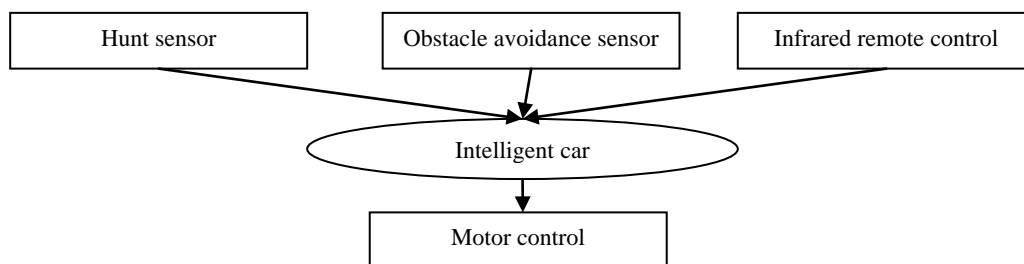 Hunt sensor
Obstacle avoidance sensor
Infrared remote control
Intelligent car
Motor control